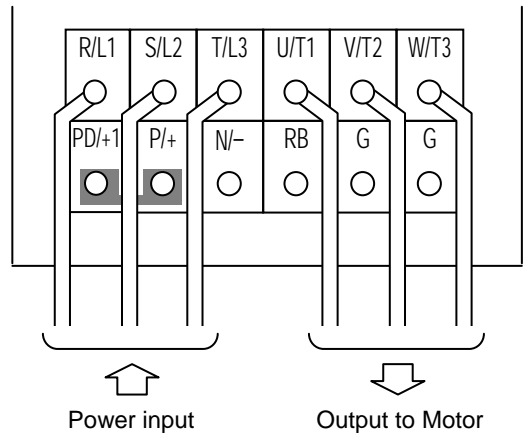 R/L1 S/L2 T/L3 U/T1 V/T2 W/T3
PD/+1 P/+ N/– RB G G
Power input Output to Motor